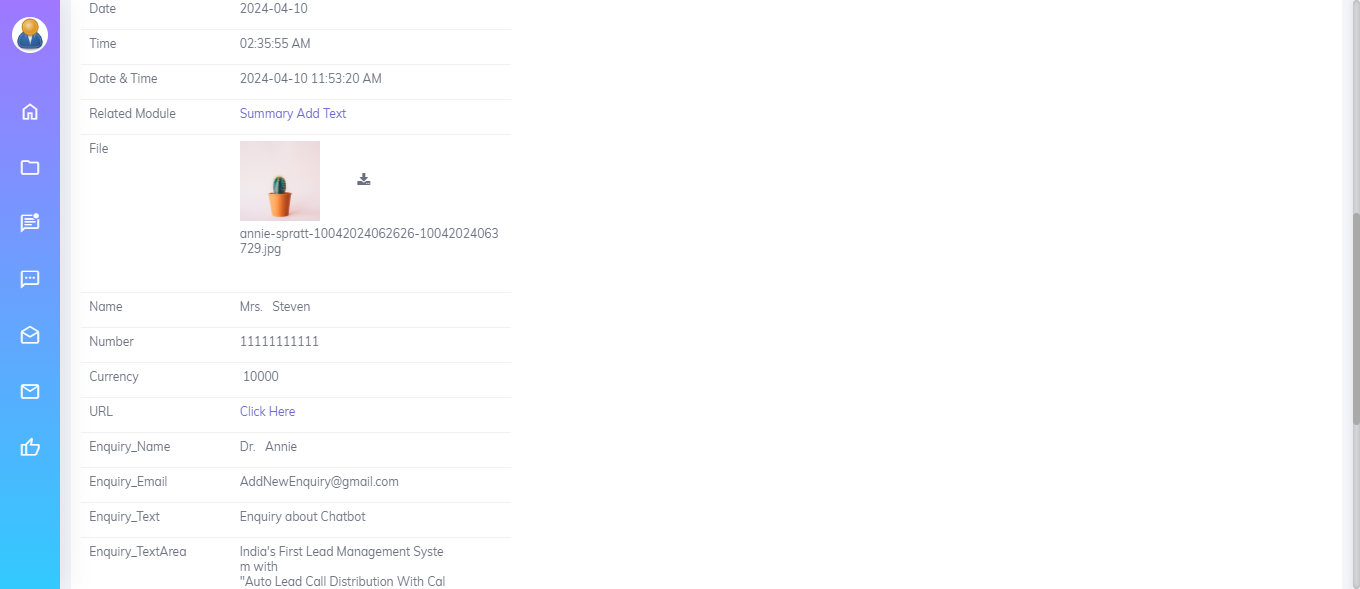 Date 2024-04-10
Time 02:35:55 AM
Date & Time 2024-04-10 11:53:20 AM
Related Module Summary Add Text
File
annie-spratt-10042024062626-10042024063
729.jpg
Name Mrs. Steven
Number 11111111111
Currency 10000
URL Click Here
Enquiry_Name Dr. Annie
Enquiry_Email AddNewEnquiry@gmail.com
Enquiry_Text Enquiry about Chatbot
Enquiry_TextArea India's First Lead Management Syste
m with
"Auto Lead Call Distribution With Cal